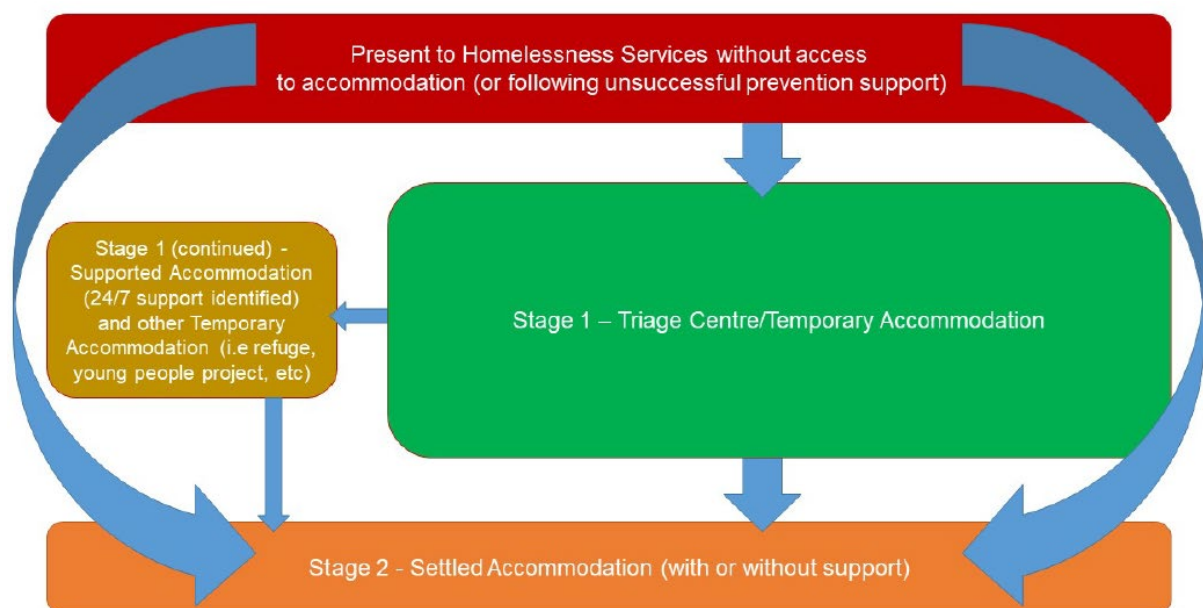 Present to Homelessness Services without access
to accommodation (or following unsuccessful prevention support)
Stage 1 (continued) -
Supported Accommodation
(24/7 support identified)
and other Temporary
Accommodation (i.e refuge,
young people project, etc)
Stage 1 – Triage Centre/Temporary Accommodation
Stage 2 - Settled Accommodation (with or without support)